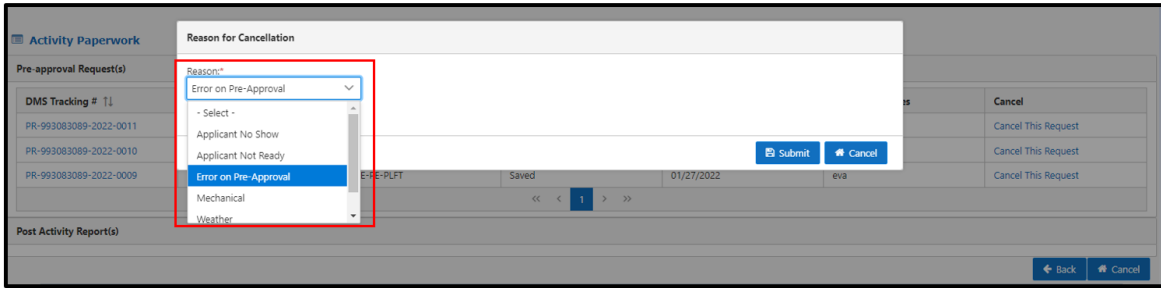 Activity Paperwork
Reason for Cancellation
Pre-approval Request(s)
Reason:*
Error on Pre-Approval
DMS Tracking #
Cancel
- Select -
Applicant No Show
PR-993083089-2022-0011
Cancel This Request
Applicant Not Ready
PR-993083089-2022-0010
Submit
Cancel
Cancel This Request
Error on Pre-Approval
PR-993083089-2022-0009
E-PE-PLFT
Saved
01/27/2022
eva
Cancel This Request
Mechanical
<< < 1 > >>
Weather
Post Activity Report(s)
Back
Cancel